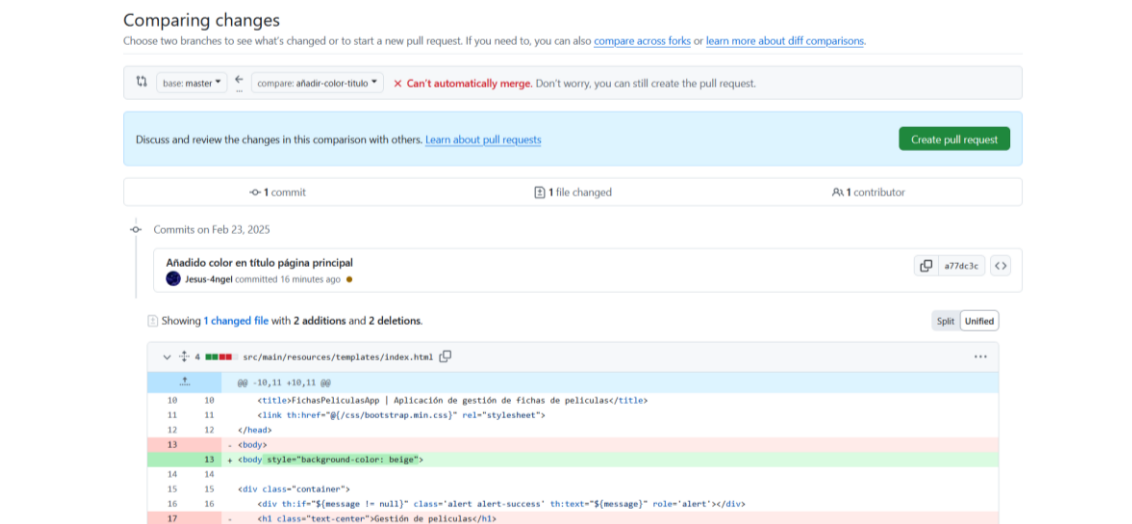 Comparing changes
Choose two branches to see what's changed or to start a new pull request. If you need to, you can also compare across forks or learn more about diff comparisons.
base: master compare: añadir-color-titulo × Can't automatically merge. Don't worry, you can still create the pull request.
Discuss and review the changes in this comparison with others. Learn about pull requests Create pull request
1 commit 1 file changed 1 contributor
Commits on Feb 23, 2025
Añadido color en título página principal
Jesus-4ngel committed 16 minutes ago a77dc3c <>
Showing 1 changed file with 2 additions and 2 deletions. Split Unified
4 src/main/resources/templates/index.html ...
@@ -10,11 +10,11 @@
10 10 <title>FichasPeliculasApp | Aplicación de gestión de fichas de películas</title>
11 11 <link th:href="@{/css/bootstrap.min.css}" rel="stylesheet">
12 12 </head>
13 - <body>
13 + <body style="background-color: beige">
14 14
15 15 <div class="container">
16 16 <div th:if="${message != null}" class='alert alert-success' th:text="${message}" role='alert'></div>
17 - <h1 class="text-center">Gestión de películas</h1>